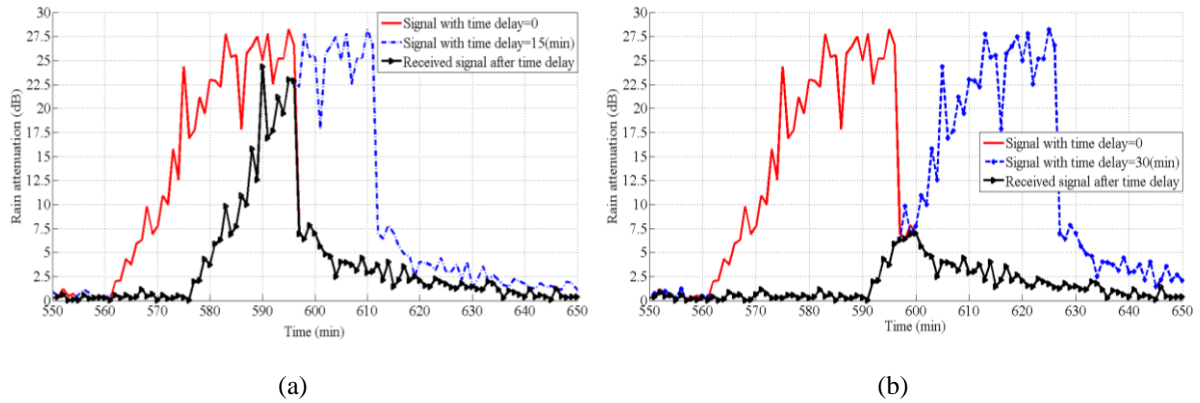 Signal with time delay=0
Signal with time delay=15(min)
Received signal after time delay
Rain attenuation (dB)
30
27.5
25
22.5
20
17.5
15
12.5
10
7.5
5
2.5
0
550 560 570 580 590 600 610 620 630 640 650
Time (min)
(a)
Signal with time delay=0
Signal with time delay=30(min)
Received signal after time delay
Rain attenuation (dB)
30
27.5
25
22.5
20
17.5
15
12.5
10
7.5
5
2.5
0
550 560 570 580 590 600 610 620 630 640 650
Time (min)
(b)